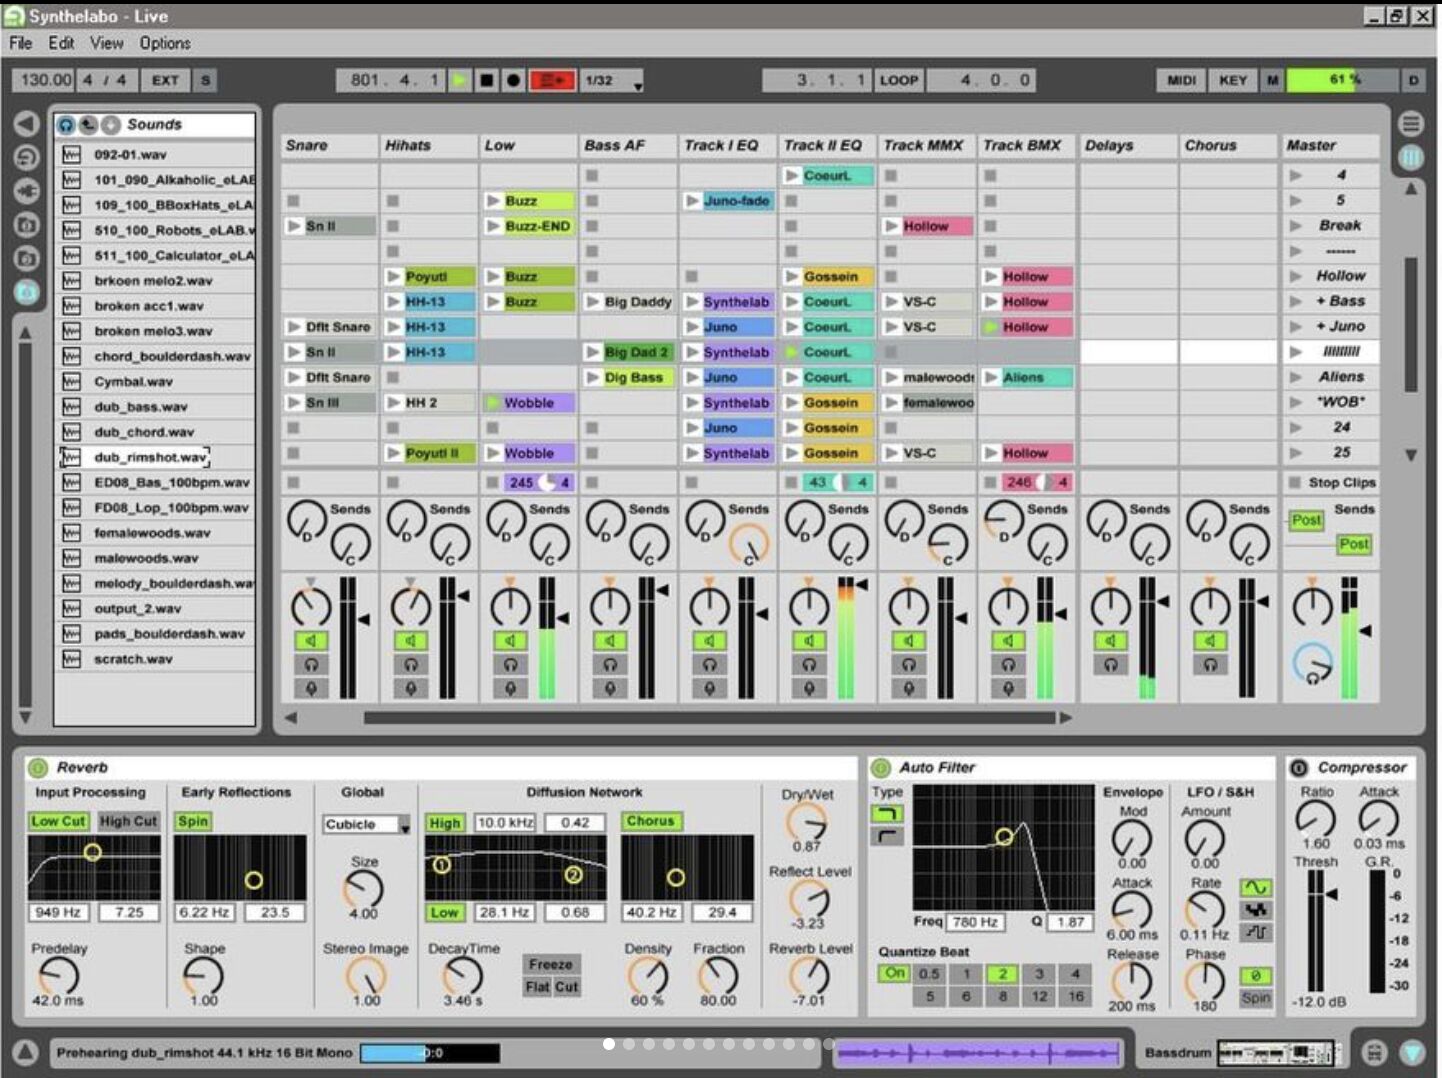 Synthelabo - Live
File Edit View Options
130.00 4 / 4 EXT S 801 . 4 . 1 1/32 3 . 1 . 1 LOOP 4 . 0 . 0 MIDI KEY M 61 % D
Sounds
092-01.wav
101_090_Alkaholic_eLAB
109_100_BBoxHats_eLA
510_100_Robots_eLAB.w
511_100_Calculator_eLA
brkoen melo2.wav
broken acc1.wav
broken melo3.wav
chord_boulderdash.wav
Cymbal.wav
dub_bass.wav
dub_chord.wav
dub_rimshot.wav
ED08_Bas_100bpm.wav
FD08_Lop_100bpm.wav
femalewoods.wav
malewoods.wav
melody_boulderdash.wa
output_2.wav
pads_boulderdash.wav
scratch.wav
Snare Hihats Low Bass AF Track I EQ Track II EQ Track MMX Track BMX Delays Chorus Master
CoeurL 4
Buzz Juno-fade 5
Sn II Buzz-END Hollow Break
------
Poyuti Buzz Gossein Hollow Hollow
HH-13 Buzz Big Daddy Synthelab CoeurL VS-C Hollow + Bass
Dflt Snare HH-13 Juno CoeurL VS-C Hollow + Juno
Sn II HH-13 Big Dad 2 Synthelab CoeurL ////////
Dflt Snare Dig Bass Juno CoeurL malewoods Aliens Aliens
Sn III HH 2 Wobble Synthelab Gossein femalewoo *WOB*
Juno Gossein 24
Poyuti II Wobble Synthelab Gossein VS-C Hollow 25
245 4 43 4 246 4 Stop Clips
Sends Sends Sends Sends Sends Sends Sends Sends Sends Sends Sends
D C D C D C D C D C D C D C D C D C D C Post Post
Reverb
Input Processing Early Reflections Global Diffusion Network Dry/Wet
Low Cut High Cut Spin Cubicle High 10.0 kHz 0.42 Chorus
0.87
Size
1 2
4.00
Reflect Level
949 Hz 7.25 6.22 Hz 23.5 Low 28.1 Hz 0.68 40.2 Hz 29.4
-3.23
Predelay Shape Stereo Image DecayTime Freeze Flat Cut Density Fraction Reverb Level
42.0 ms 1.00 1.00 3.46 s 60 % 80.00 -7.01
Auto Filter
Type Envelope LFO / S&H
Mod Amount
0.00 0.00
Attack Rate
6.00 ms 0.11 Hz
Freq 780 Hz Q 1.87
Quantize Beat
Release Phase
On 0.5 1 2 3 4
5 6 8 12 16
200 ms 180 Spin
Compressor
Ratio Attack
1.60 0.03 ms
Thresh G.R.
0
-6
-12
-18
-24
-30
-12.0 dB
Prehearing dub_rimshot 44.1 kHz 16 Bit Mono -0:0 Bassdrum